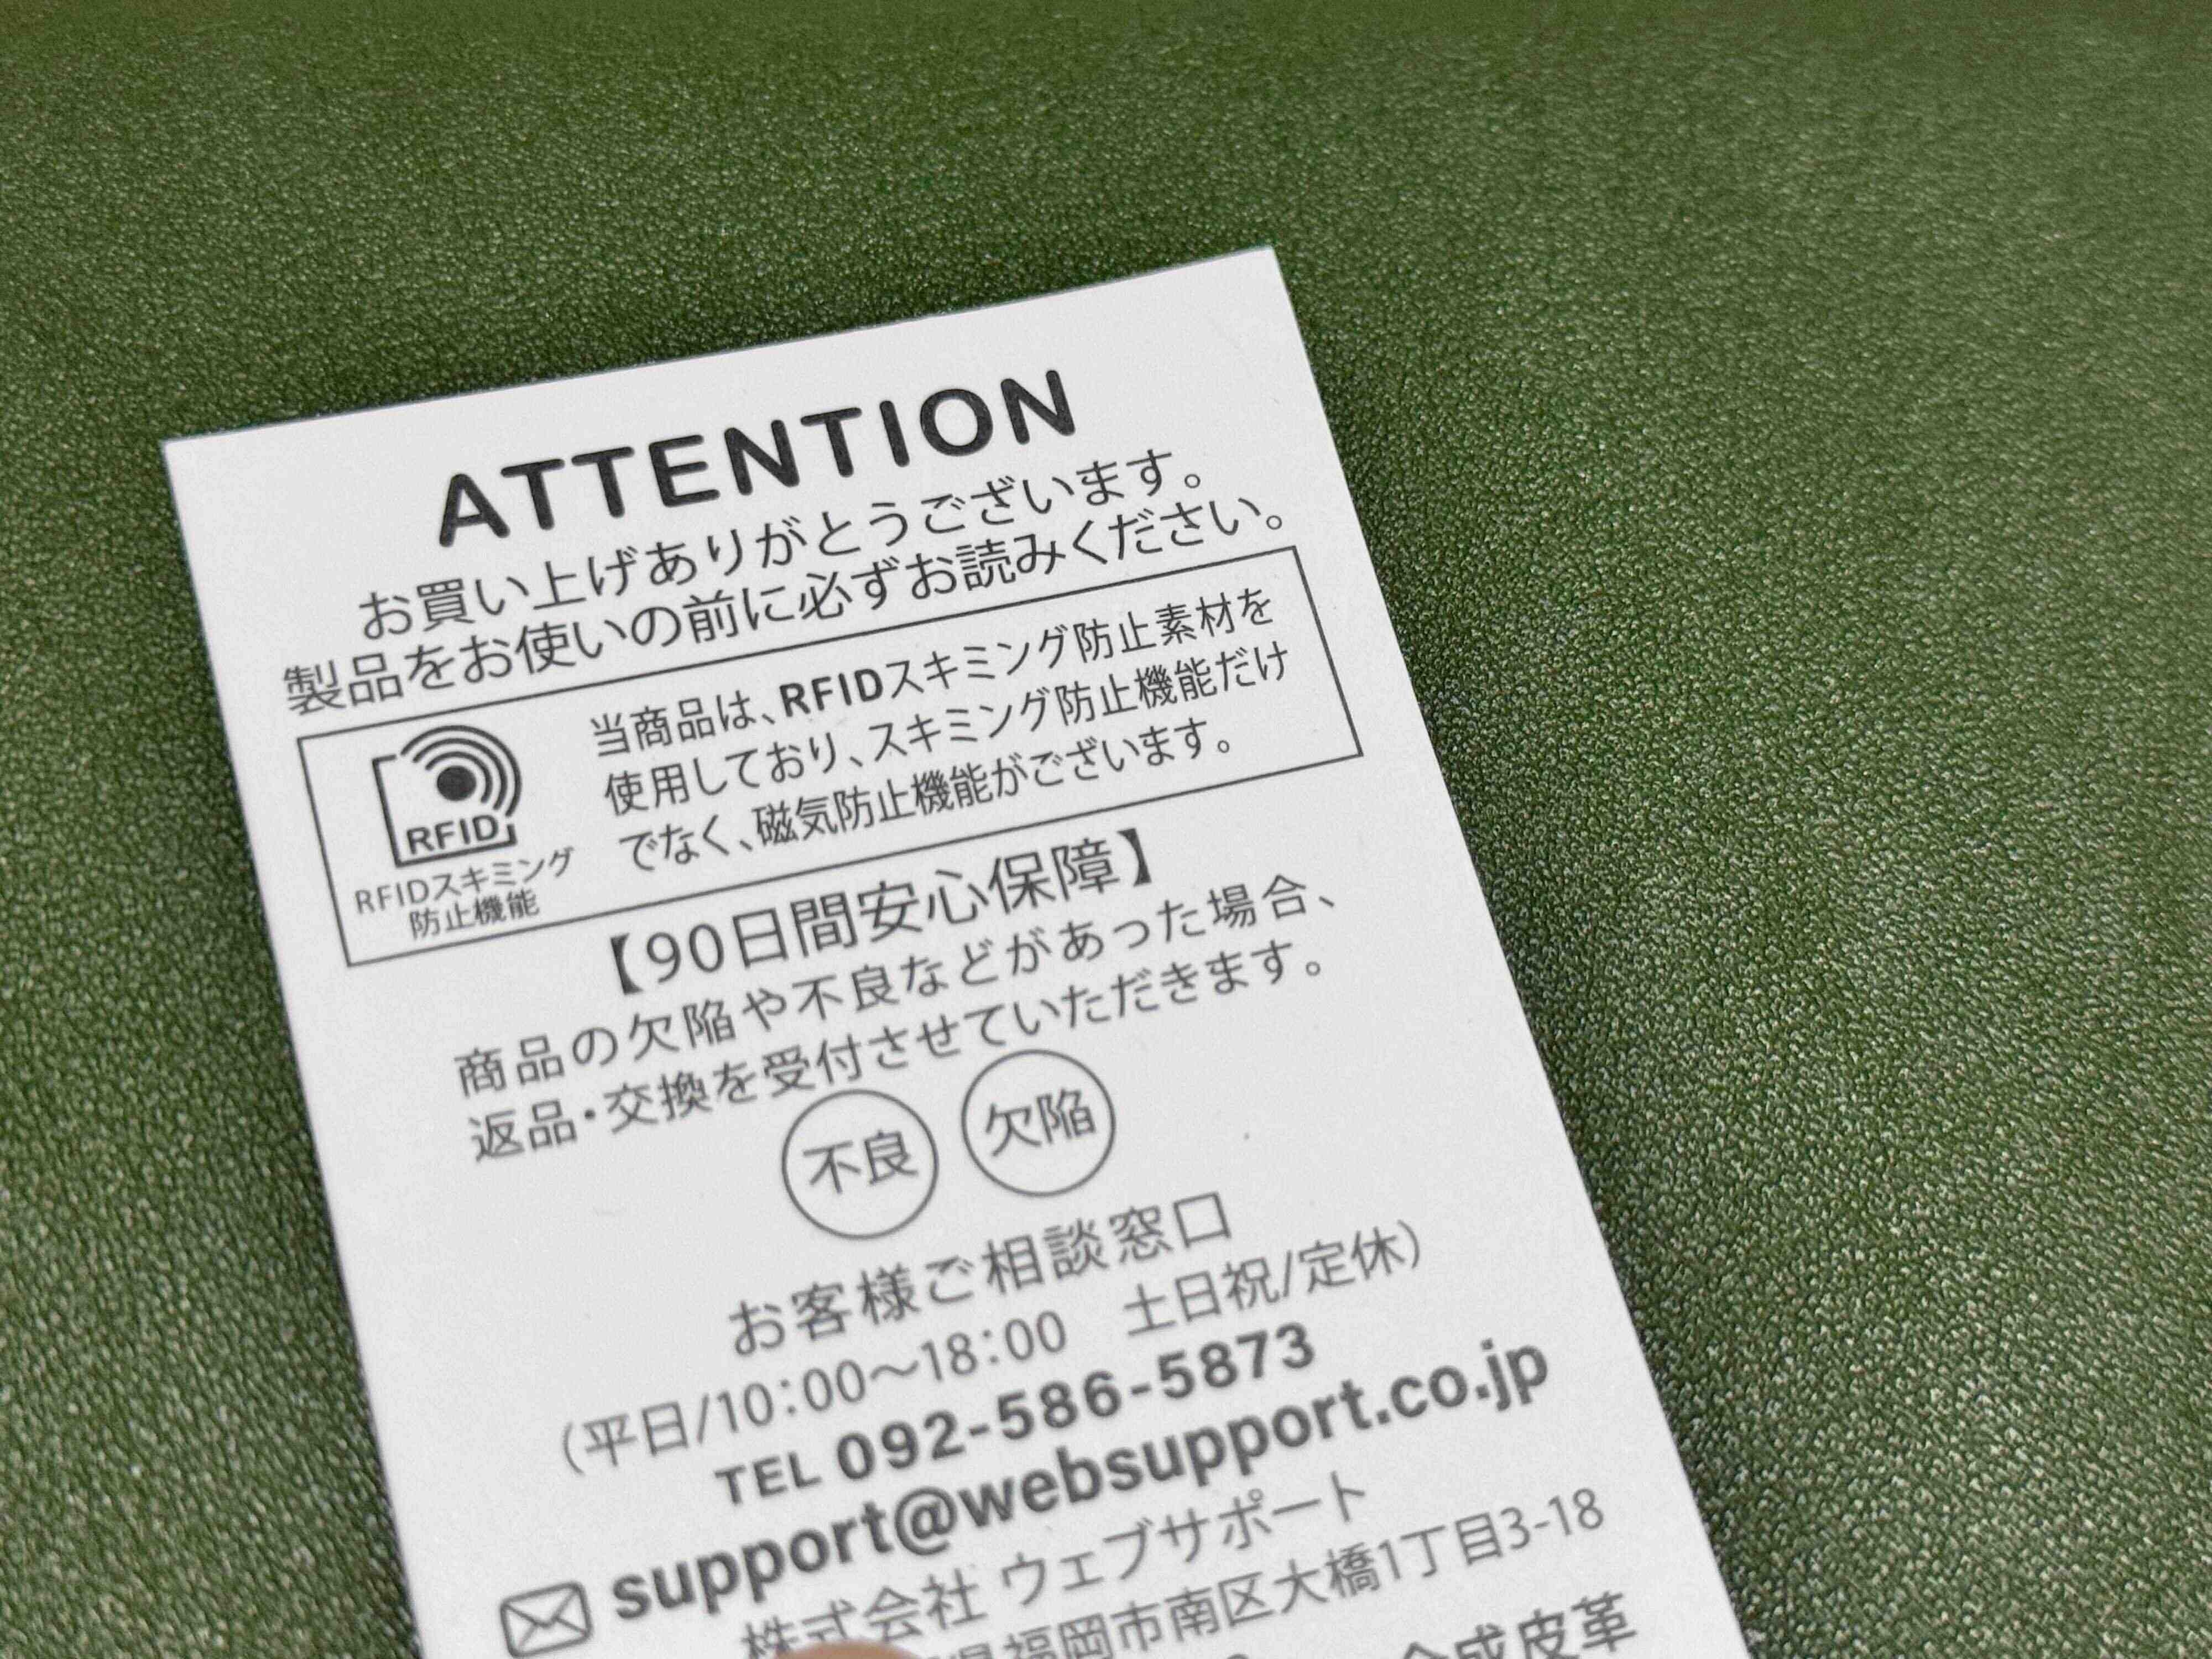 ATTENTION
お買い上げありがとうございます。
製品をお使いの前に必ずお読みください。
当商品は、RFIDスキミング防止素材を
使用しており、スキミング防止機能だけ
でなく、磁気防止機能がございます。
RFID
RFIDスキミング
防止機能
【90日間安心保障】
商品の欠陥や不良などがあった場合、
返品・交換を受付させていただきます。
不良 欠陥
お客様ご相談窓口
(平日/10:00～18:00 土日祝/定休)
TEL 092-586-5873
support@websupport.co.jp
株式会社 ウェブサポート
県福岡市南区大橋1丁目3-18
合成皮革